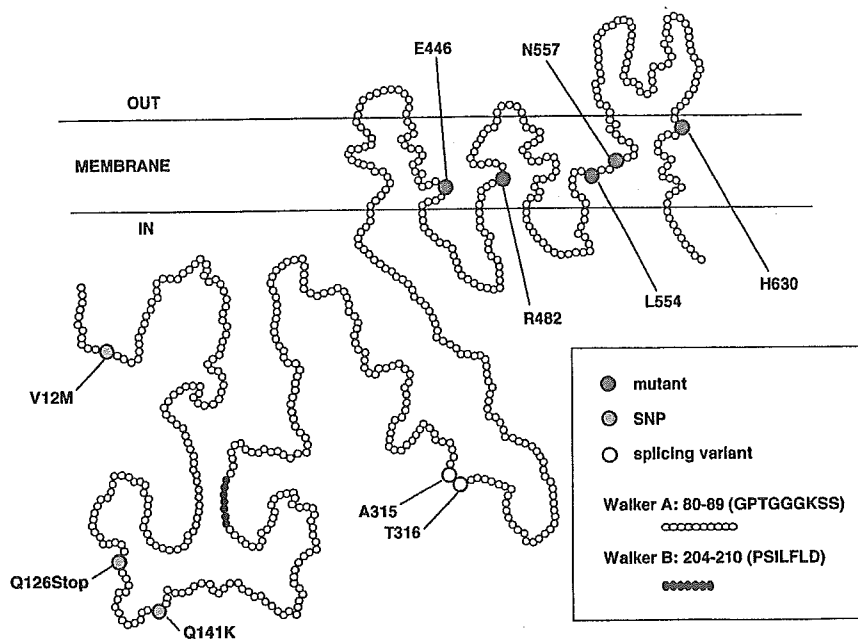 E446
N557
OUT
MEMBRANE
IN
R482
L554
H630
V12M
A315
T316
Q126Stop
Q141K
mutant
SNP
splicing variant
Walker A: 80-89 (GPTGGGKSS)
Walker B: 204-210 (PSILFLD)